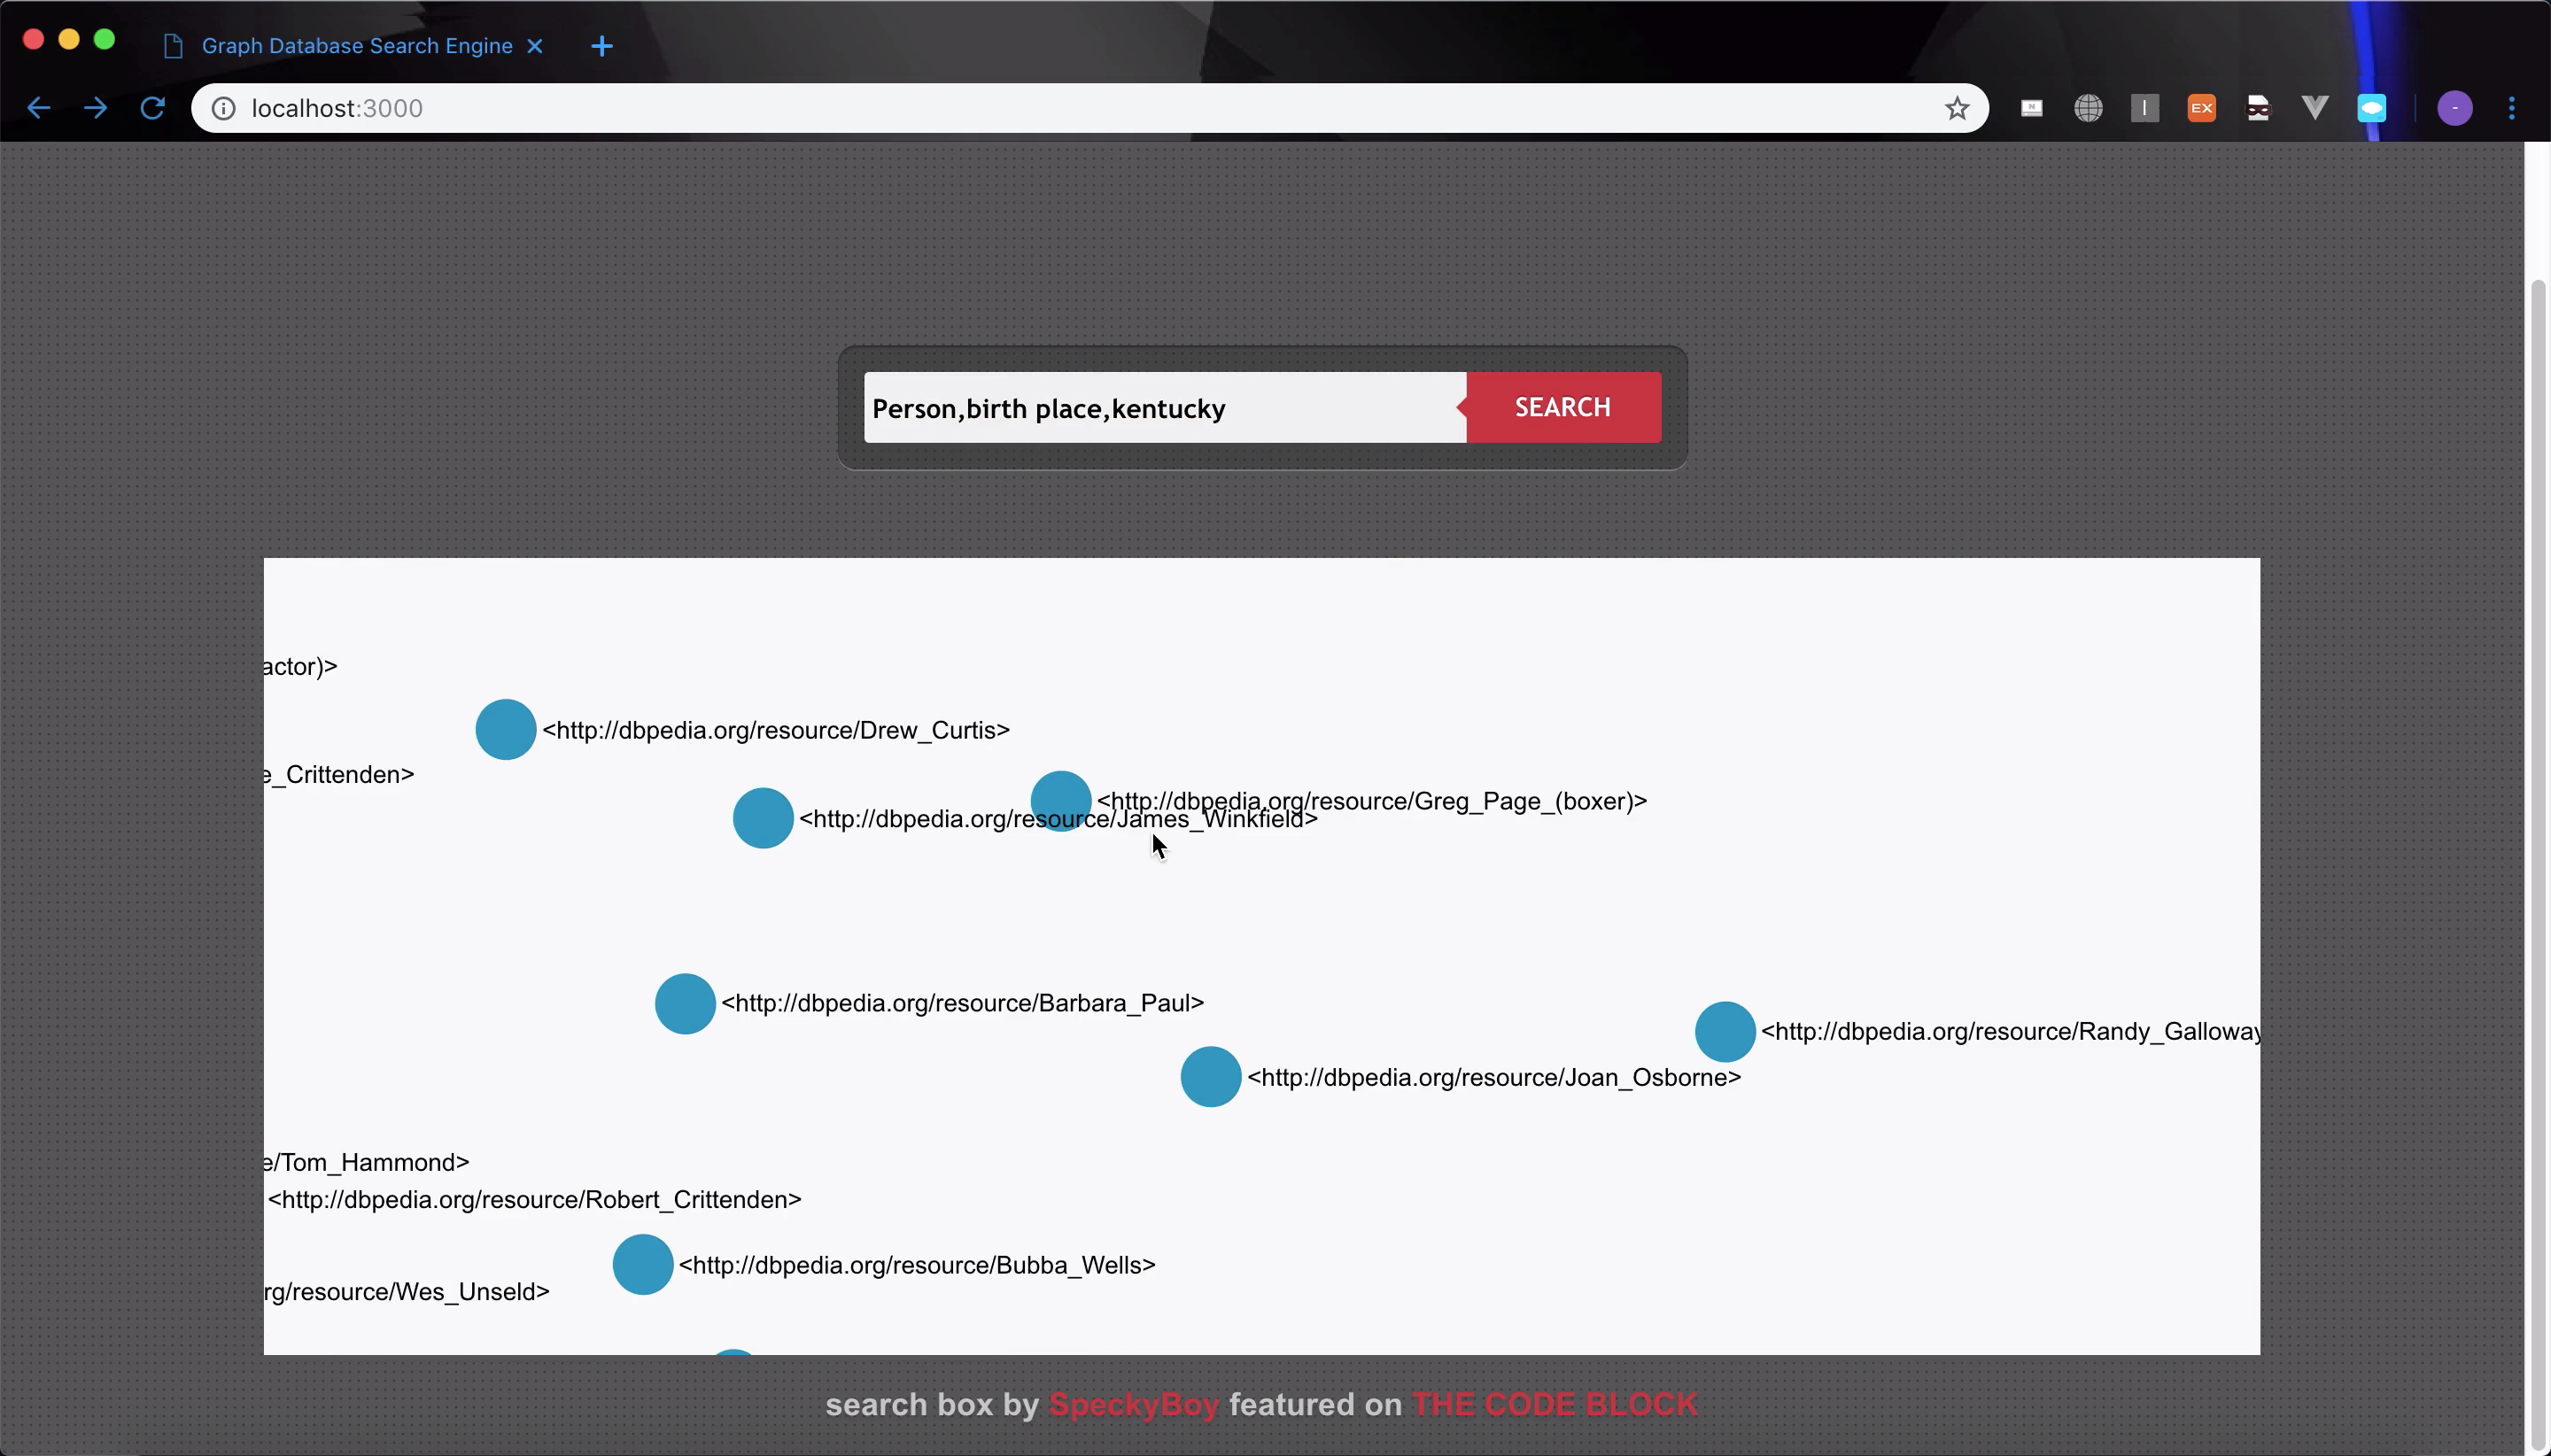 Graph Database Search Engine
localhost:3000
EX
Person,birth place,kentucky
SEARCH
actor)>
<http://dbpedia.org/resource/Drew_Curtis>
e_Crittenden>
<http://dbpedia.org/resource/Greg_Page_(boxer)>
<http://dbpedia.org/resource/James_Winkfield>
<http://dbpedia.org/resource/Barbara_Paul>
<http://dbpedia.org/resource/Randy_Galloway
<http://dbpedia.org/resource/Joan_Osborne>
e/Tom_Hammond>
<http://dbpedia.org/resource/Robert_Crittenden>
<http://dbpedia.org/resource/Bubba_Wells>
rg/resource/Wes_Unseld>
search box by SpeckyBoy featured on THE CODE BLOCK